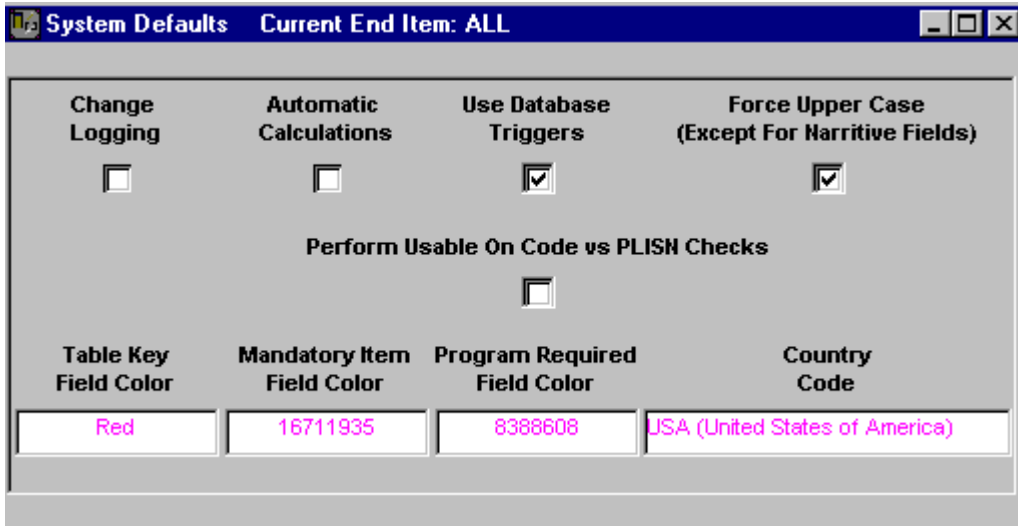 System Defaults Current End Item: ALL
Change Automatic Use Database Force Upper Case
Logging Calculations Triggers (Except For Narritive Fields)
Perform Usable On Code vs PLISN Checks
Table Key Mandatory Item Program Required Country
Field Color Field Color Field Color Code
Red 16711935 8388608 USA (United States of America)